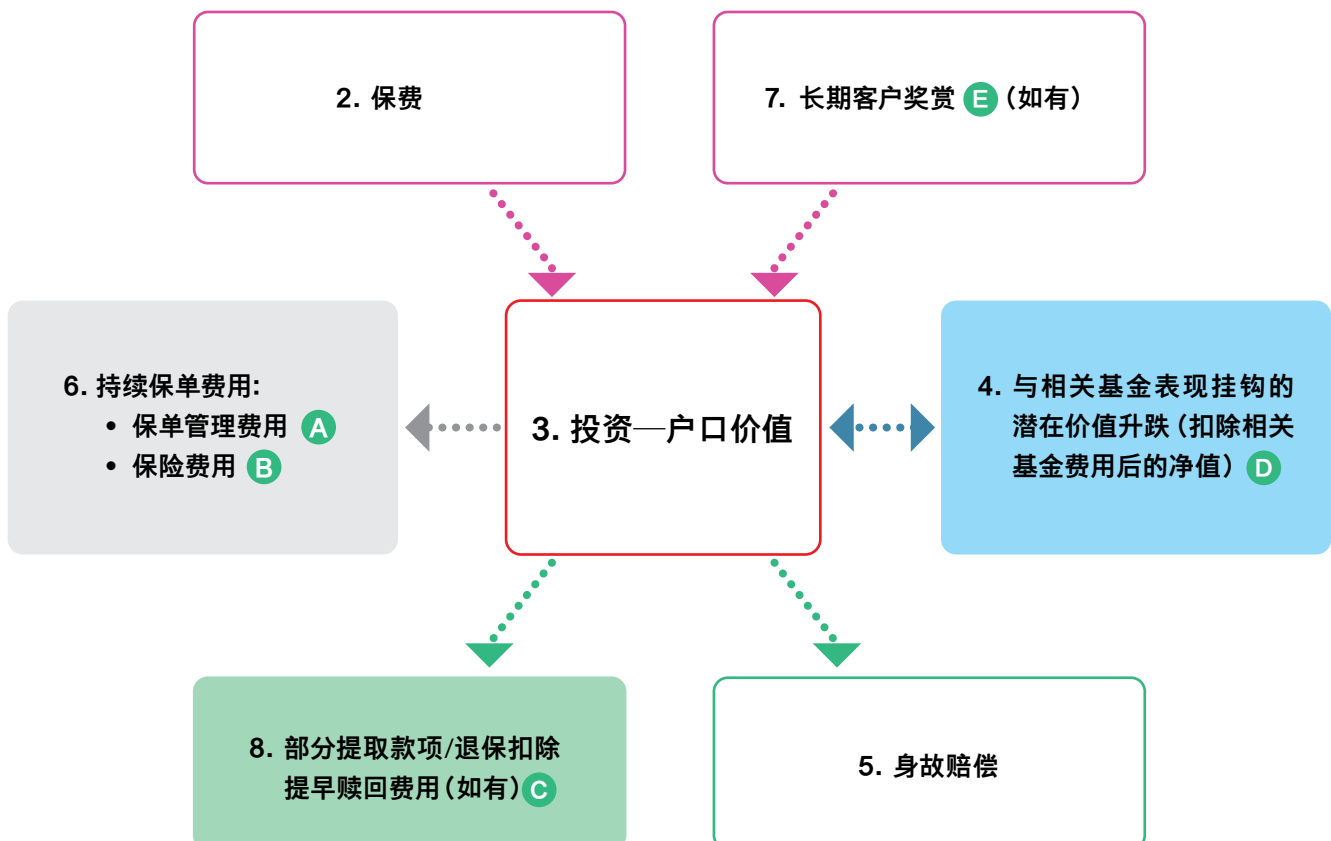 2. 保费
7. 长期客户奖赏 E (如有)
6. 持续保单费用:
• 保单管理费用 A
• 保险费用 B
3. 投资—户口价值
4. 与相关基金表现挂钩的
潜在价值升跌(扣除相关
基金费用后的净值) D
8. 部分提取款项/退保扣除
提早赎回费用(如有) C
5. 身故赔偿